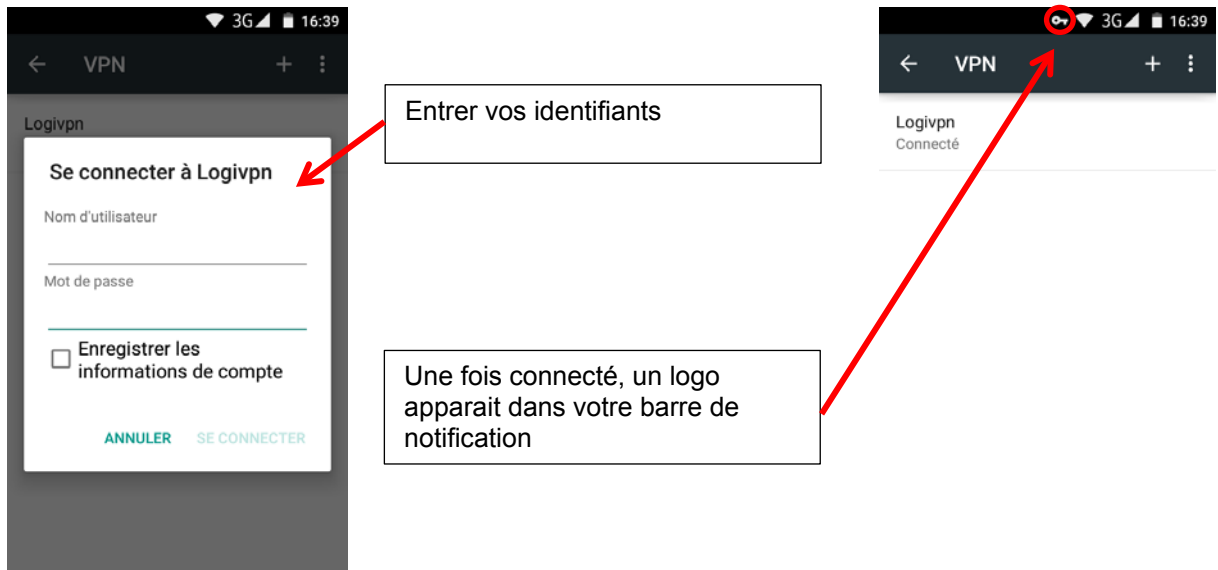 3G 16:39
VPN
Logivpn
Se connecter à Logivpn
Nom d'utilisateur
Mot de passe
Enregistrer les
informations de compte
ANNULER SE CONNECTER
Entrer vos identifiants
Une fois connecté, un logo
apparait dans votre barre de
notification
3G 16:39
VPN
Logivpn
Connecté